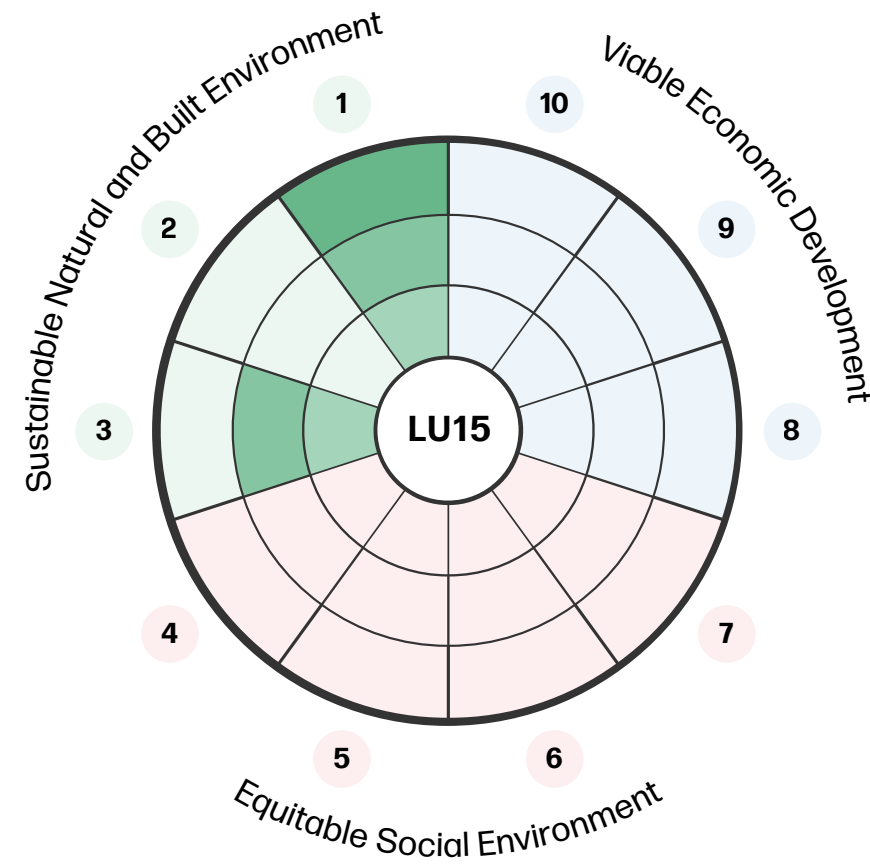 Sustainable Natural and Built Environment
Viable Economic Development
1
10
2
9
3
LU15
8
4
7
5
6
Equitable Social Environment